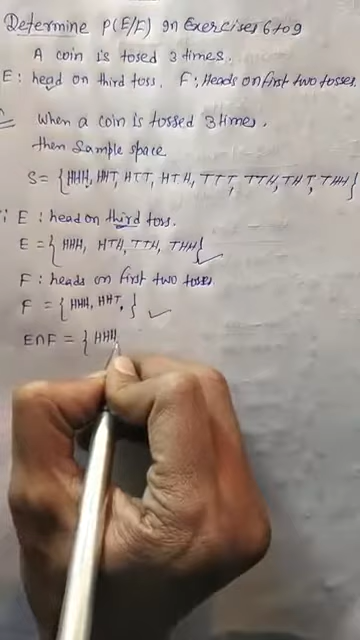 Determine P(E/F) in Exercises 6 to 9
A coin is tosed 3 times.
E: head on third toss. F: Heads on first two tosses.
when a coin is tossed 3 times.
then Sample space
S = {HHH, HHT, HTT, HTH, TTT, TTH, THT, THH}
∵ E : head on third toss.
E = {HHH, HTH, TTH, THH}
F : heads on first two tosses
F = {HHH, HHT, }
E∩F = {HHH